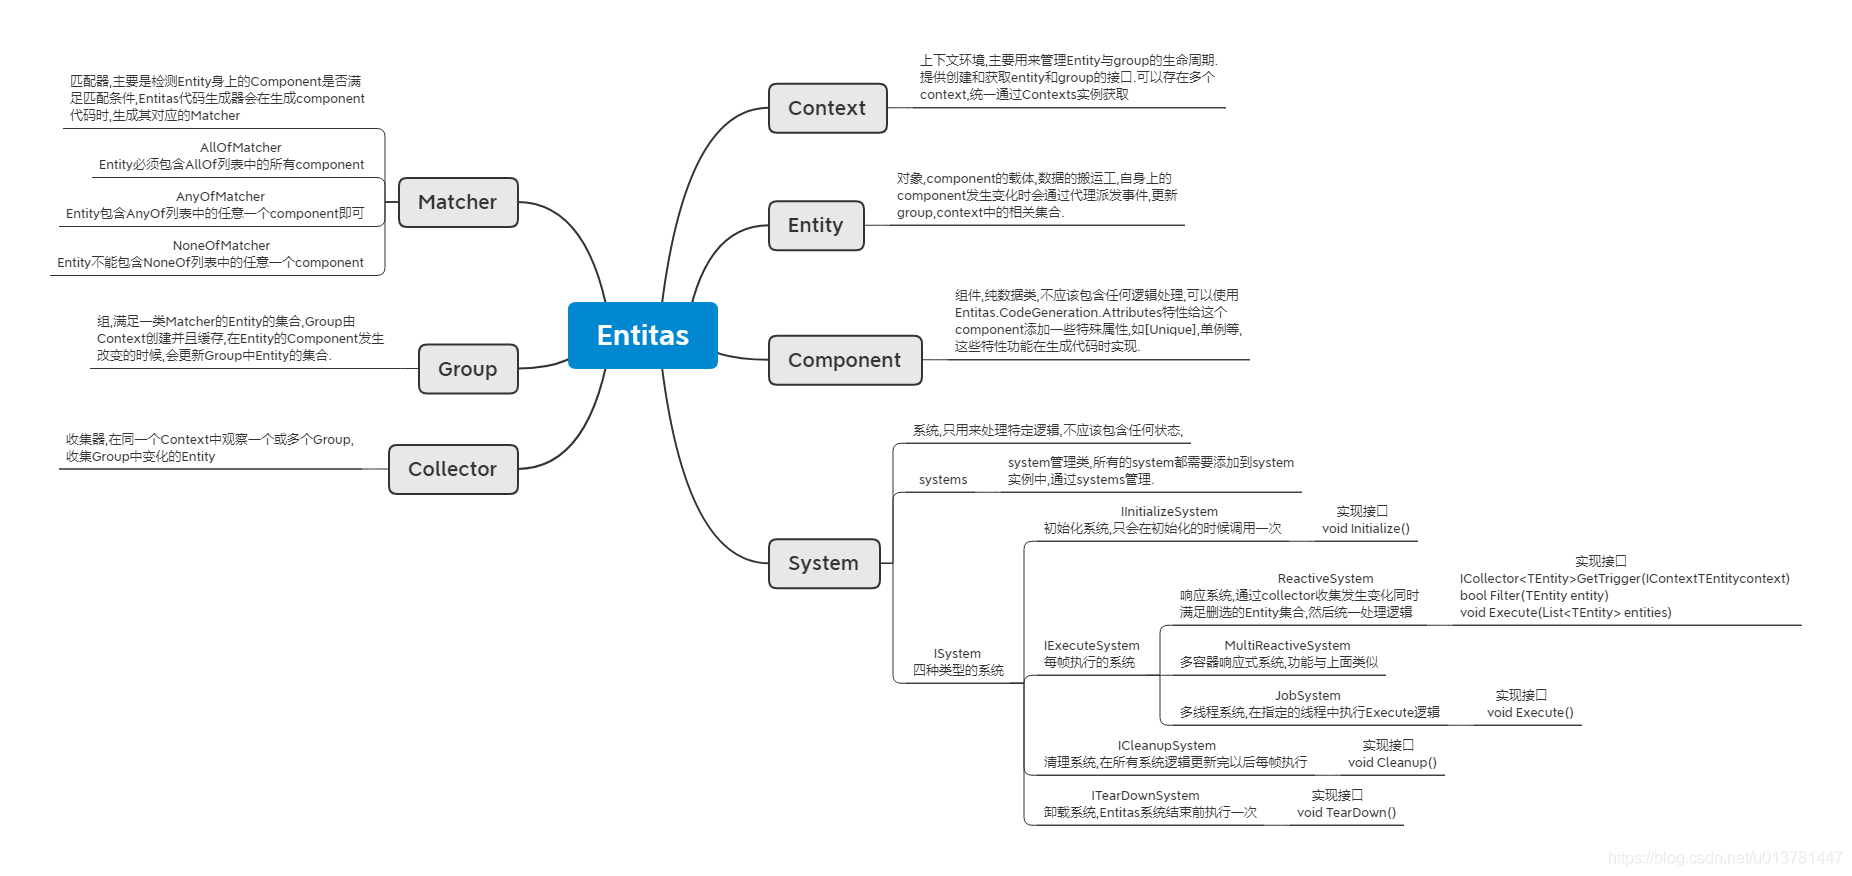 Entitas
Matcher
匹配器,主要是检测Entity身上的Component是否满
足匹配条件,Entitas代码生成器会在生成component
代码时,生成其对应的Matcher
AllOfMatcher
Entity必须包含AllOf列表中的所有component
AnyOfMatcher
Entity包含AnyOf列表中的任意一个component即可
NoneOfMatcher
Entity不能包含NoneOf列表中的任意一个component
Group
组,满足一类Matcher的Entity的集合,Group由
Context创建并且缓存,在Entity的Component发生
改变的时候,会更新Group中Entity的集合.
Collector
收集器,在同一个Context中观察一个或多个Group,
收集Group中变化的Entity
Context
上下文环境,主要用来管理Entity与group的生命周期.
提供创建和获取entity和group的接口.可以存在多个
context,统一通过Contexts实例获取
Entity
对象,component的载体,数据的搬运工,自身上的
component发生变化时会通过代理派发事件,更新
group,context中的相关集合.
Component
组件,纯数据类,不应该包含任何逻辑处理,可以使用
Entitas.CodeGeneration.Attributes特性给这个
component添加一些特殊属性,如[Unique],单例等,
这些特性功能在生成代码时实现.
System
系统,只用来处理特定逻辑,不应该包含任何状态,
systems
system管理类,所有的system都需要添加到system
实例中,通过systems管理.
ISystem
四种类型的系统
IInitializeSystem
初始化系统,只会在初始化的时候调用一次
实现接口
void Initialize()
IExecuteSystem
每帧执行的系统
ReactiveSystem
响应系统,通过collector收集发生变化同时
满足删选的Entity集合,然后统一处理逻辑
实现接口
ICollector<TEntity>GetTrigger(IContextTEntitycontext)
bool Filter(TEntity entity)
void Execute(List<TEntity> entities)
MultiReactiveSystem
多容器响应式系统,功能与上面类似
JobSystem
多线程系统,在指定的线程中执行Execute逻辑
实现接口
void Execute()
ICleanupSystem
清理系统,在所有系统逻辑更新完以后每帧执行
实现接口
void Cleanup()
ITearDownSystem
卸载系统,Entitas系统结束前执行一次
实现接口
void TearDown()
https://blog.csdn.net/u013781447